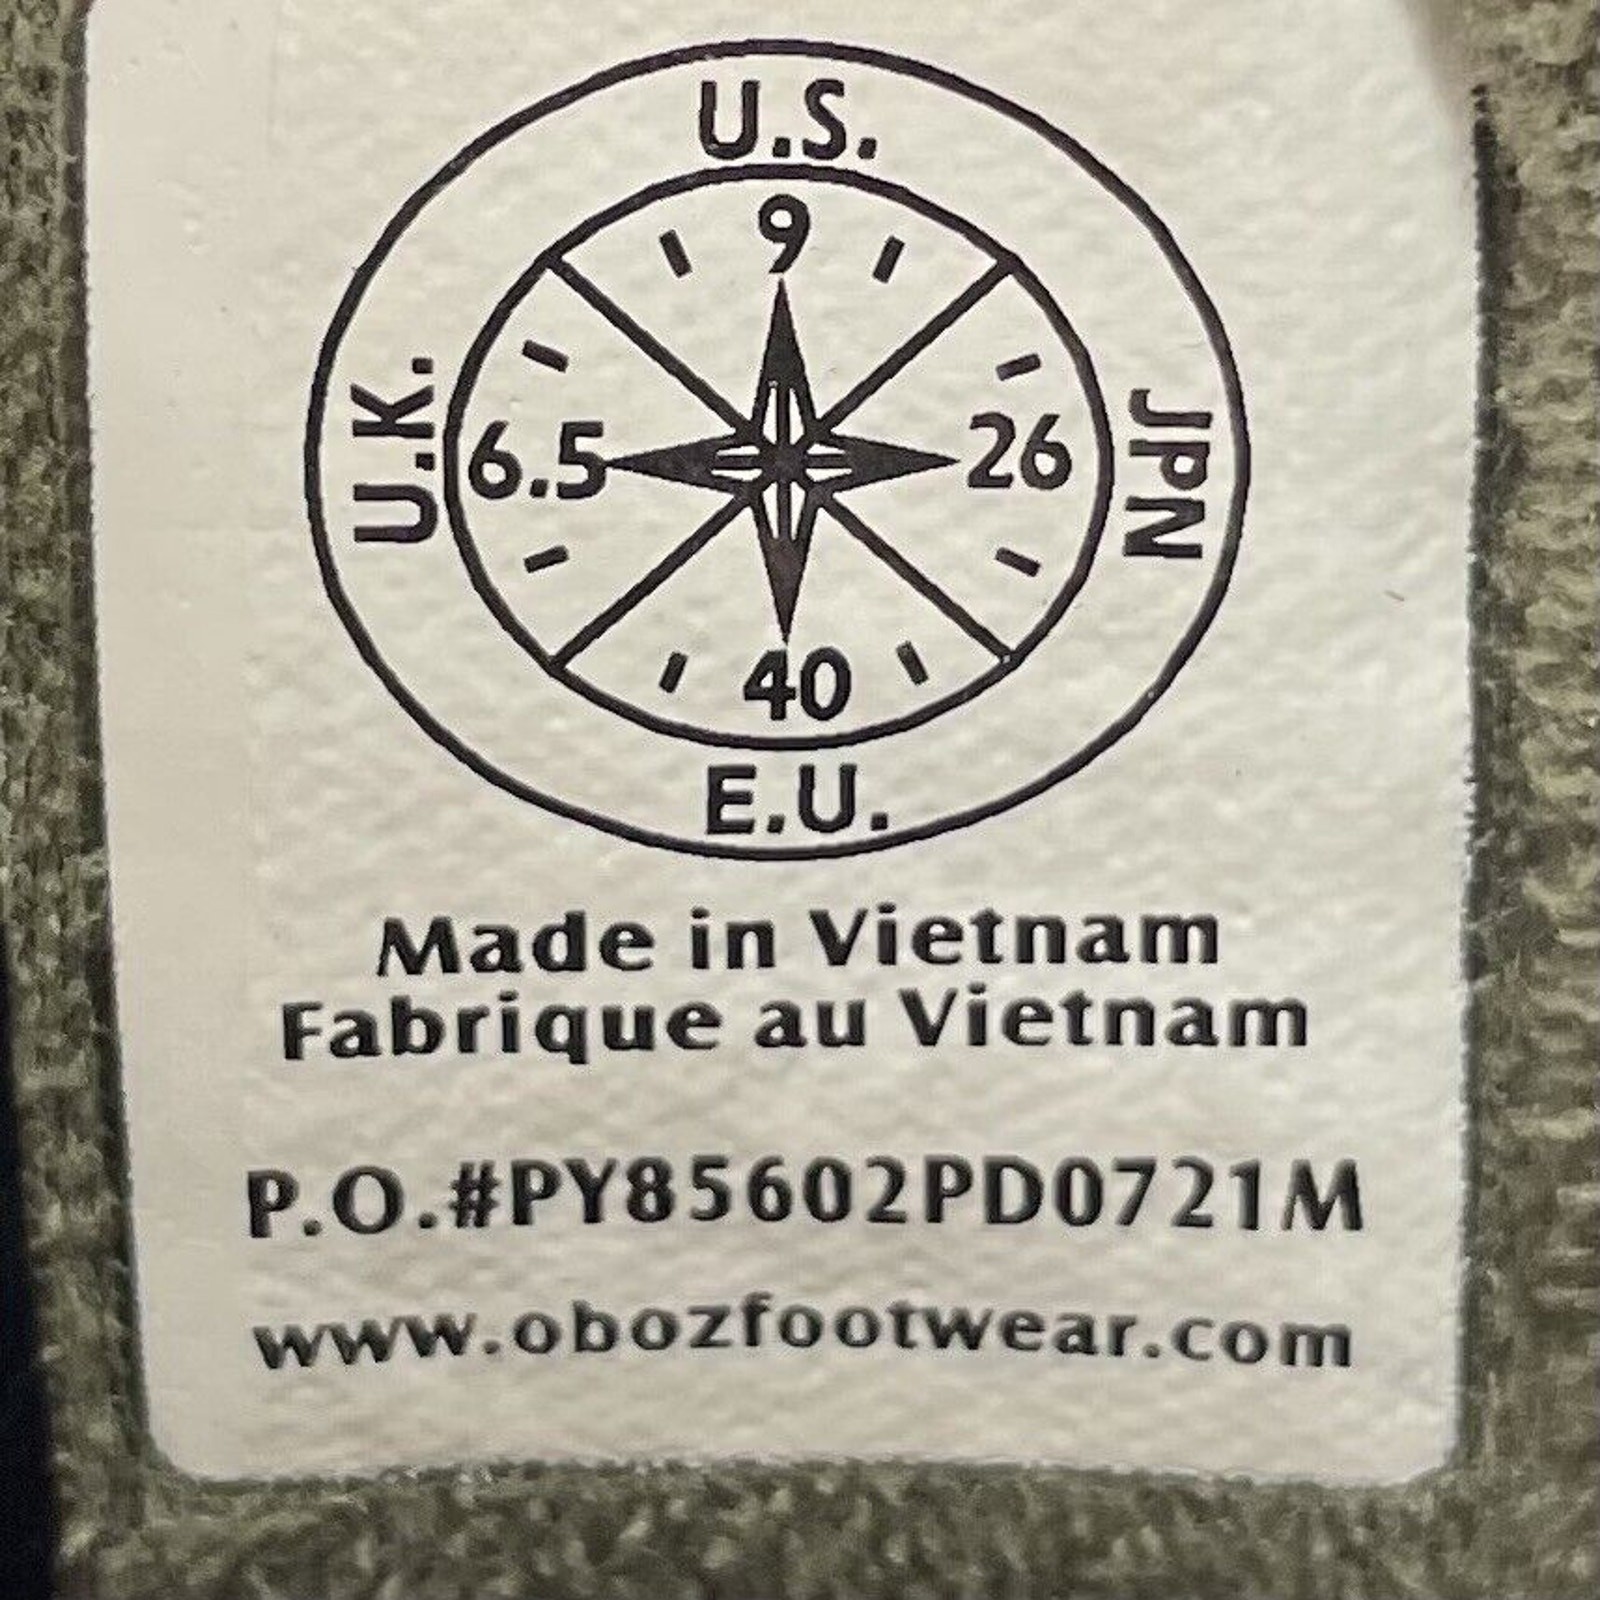 U.S.
9
U.K.
6.5
26
JPN
40
E.U.
Made in Vietnam
Fabrique au Vietnam
P.O.#PY85602PD0721M
www.obozfootwear.com